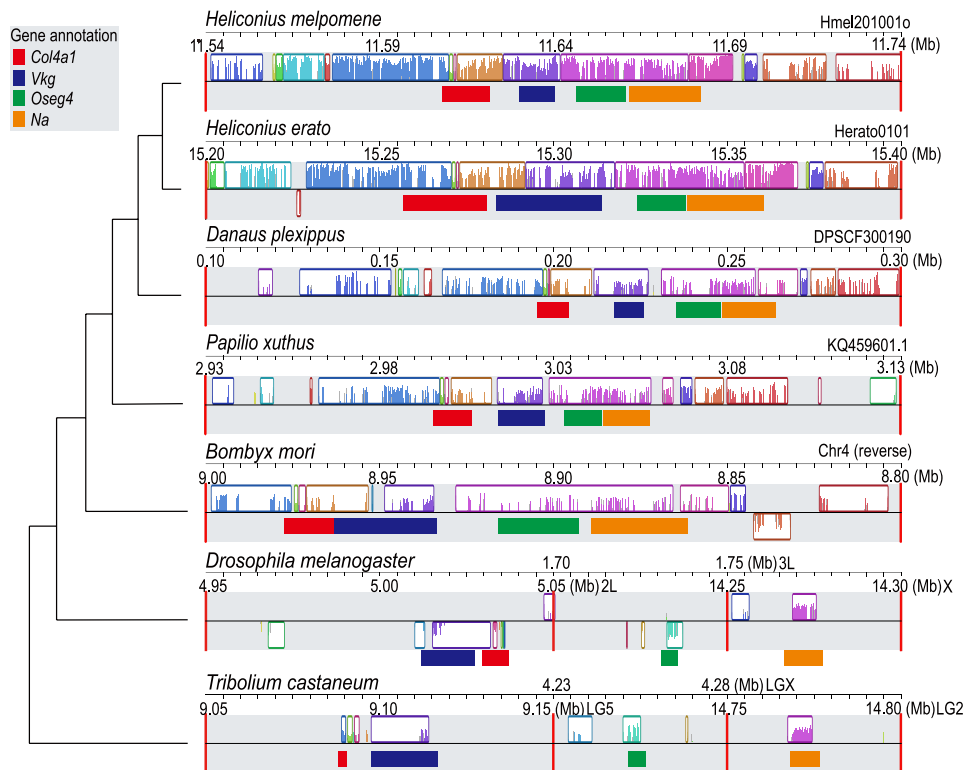 Heliconius melpomene
Hmel201001o
Gene annotation
Col4a1
Vkg
Oseg4
Na
11.54 11.59 11.64 11.69 11.74 (Mb)
Heliconius erato
Herato0101
15.20 15.25 15.30 15.35 15.40 (Mb)
Danaus plexippus
DPSCF300190
0.10 0.15 0.20 0.25 0.30 (Mb)
Papilio xuthus
KQ459601.1
2.93 2.98 3.03 3.08 3.13 (Mb)
Bombyx mori
Chr4 (reverse)
9.00 8.95 8.90 8.85 8.80 (Mb)
Drosophila melanogaster
1.70 1.75 (Mb)3L
4.95 5.00 5.05 (Mb)2L 14.25 14.30 (Mb)X
Tribolium castaneum
4.23 4.28 (Mb)LGX
9.05 9.10 9.15(Mb)LG5 14.75 14.80 (Mb)LG2